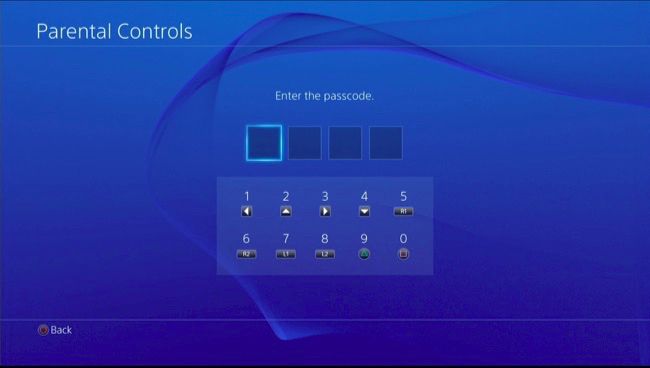 Parental Controls
Enter the passcode.
1 2 3 4 5
R1
6 7 8 9 0
R2 L1 L2
Back